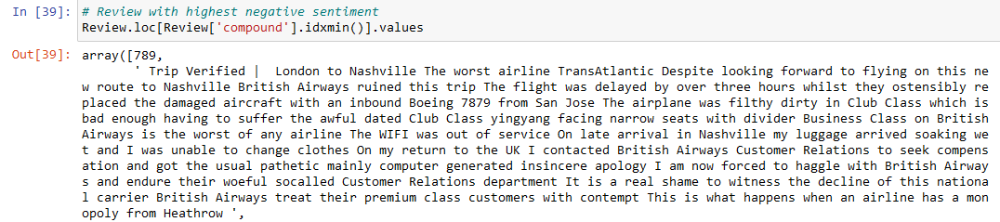 In [39]: # Review with highest negative sentiment
Review.loc[Review['compound'].idxmin()].values
Out[39]: array([789,
' Trip Verified |  London to Nashville The worst airline TransAtlantic Despite looking forward to flying on this ne
w route to Nashville British Airways ruined this trip The flight was delayed by over three hours whilst they ostensibly re
placed the damaged aircraft with an inbound Boeing 7879 from San Jose The airplane was filthy dirty in Club Class which is
bad enough having to suffer the awful dated Club Class yingyang facing narrow seats with divider Business Class on British
Airways is the worst of any airline The WIFI was out of service On late arrival in Nashville my luggage arrived soaking we
t and I was unable to change clothes On my return to the UK I contacted British Airways Customer Relations to seek compens
ation and got the usual pathetic mainly computer generated insincere apology I am now forced to haggle with British Airway
s and endure their woeful socalled Customer Relations department It is a real shame to witness the decline of this nationa
l carrier British Airways treat their premium class customers with contempt This is what happens when an airline has a mon
opoly from Heathrow ',